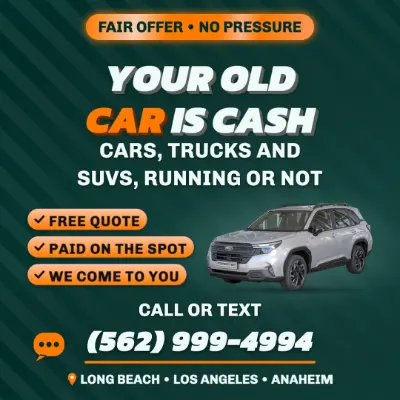 FAIR OFFER • NO PRESSURE
YOUR OLD
CAR IS CASH
CARS, TRUCKS AND
SUVS, RUNNING OR NOT
FREE QUOTE
PAID ON THE SPOT
WE COME TO YOU
CALL OR TEXT
(562) 999-4994
LONG BEACH • LOS ANGELES • ANAHEIM